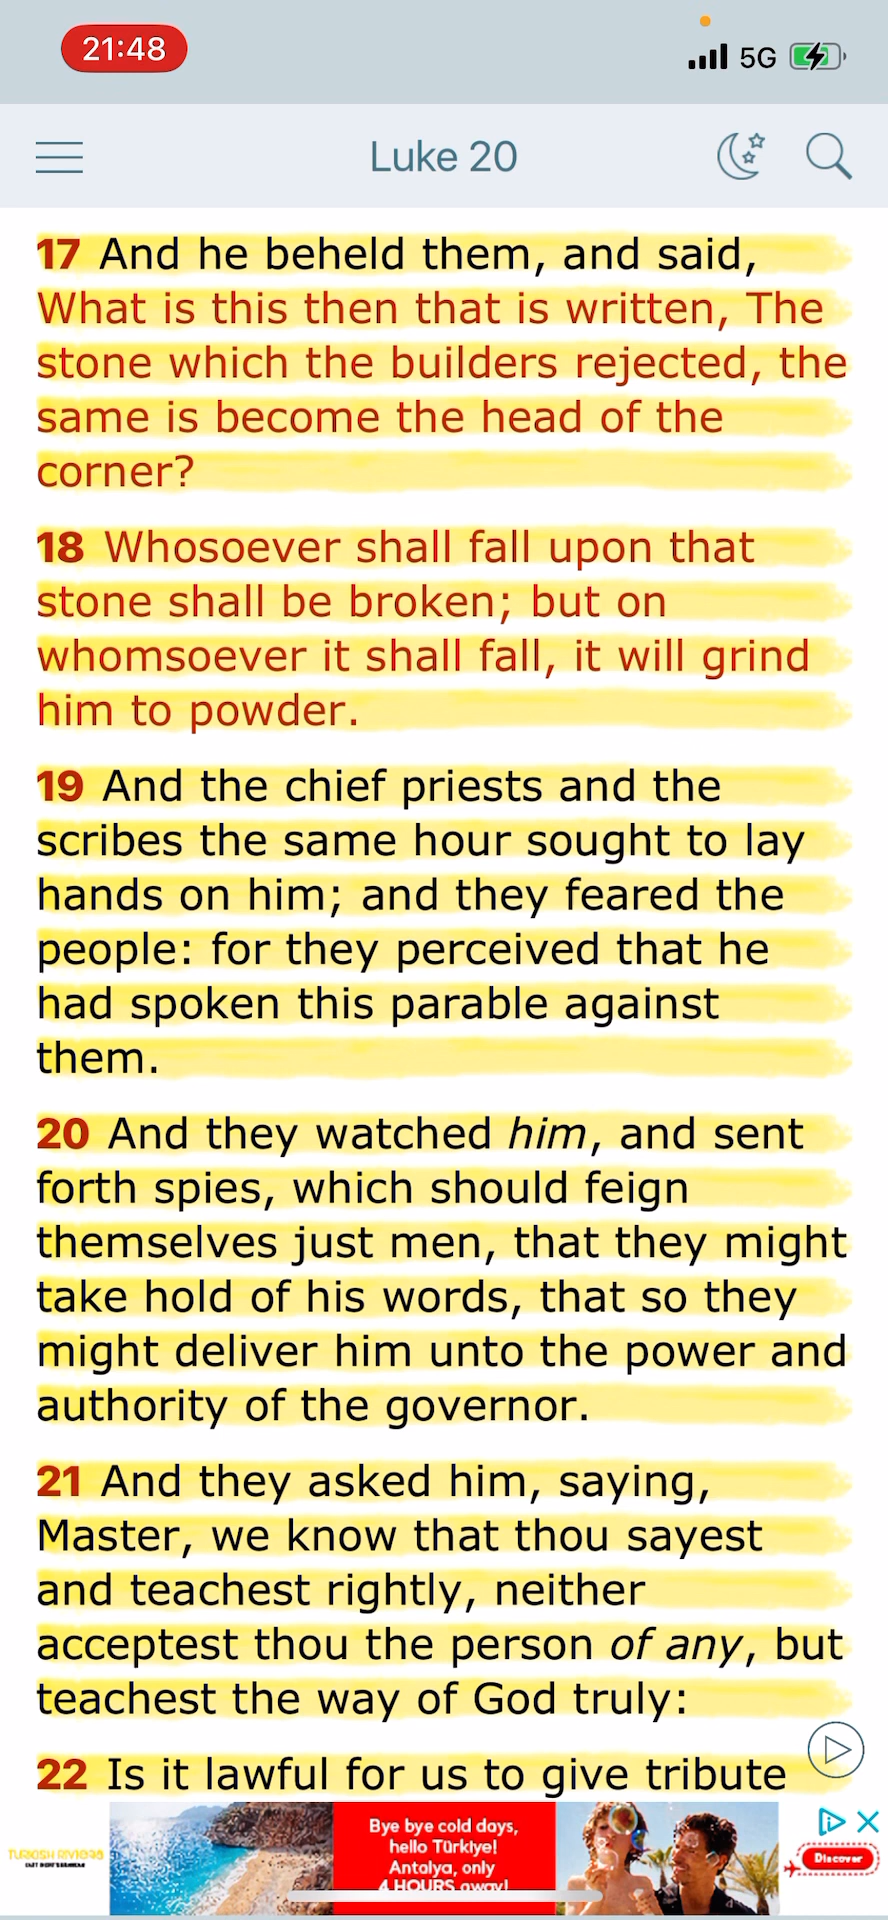 21:48
5G
Luke 20
17 And he beheld them, and said,
What is this then that is written, The
stone which the builders rejected, the
same is become the head of the
corner?
18 Whosoever shall fall upon that
stone shall be broken; but on
whomsoever it shall fall, it will grind
him to powder.
19 And the chief priests and the
scribes the same hour sought to lay
hands on him; and they feared the
people: for they perceived that he
had spoken this parable against
them.
20 And they watched him, and sent
forth spies, which should feign
themselves just men, that they might
take hold of his words, that so they
might deliver him unto the power and
authority of the governor.
21 And they asked him, saying,
Master, we know that thou sayest
and teachest rightly, neither
acceptest thou the person of any, but
teachest the way of God truly:
22 Is it lawful for us to give tribute
TURKISH RIVIERA
Bye bye cold days,
hello Türkiye!
Antalya, only
4 HOURS away!
Discover